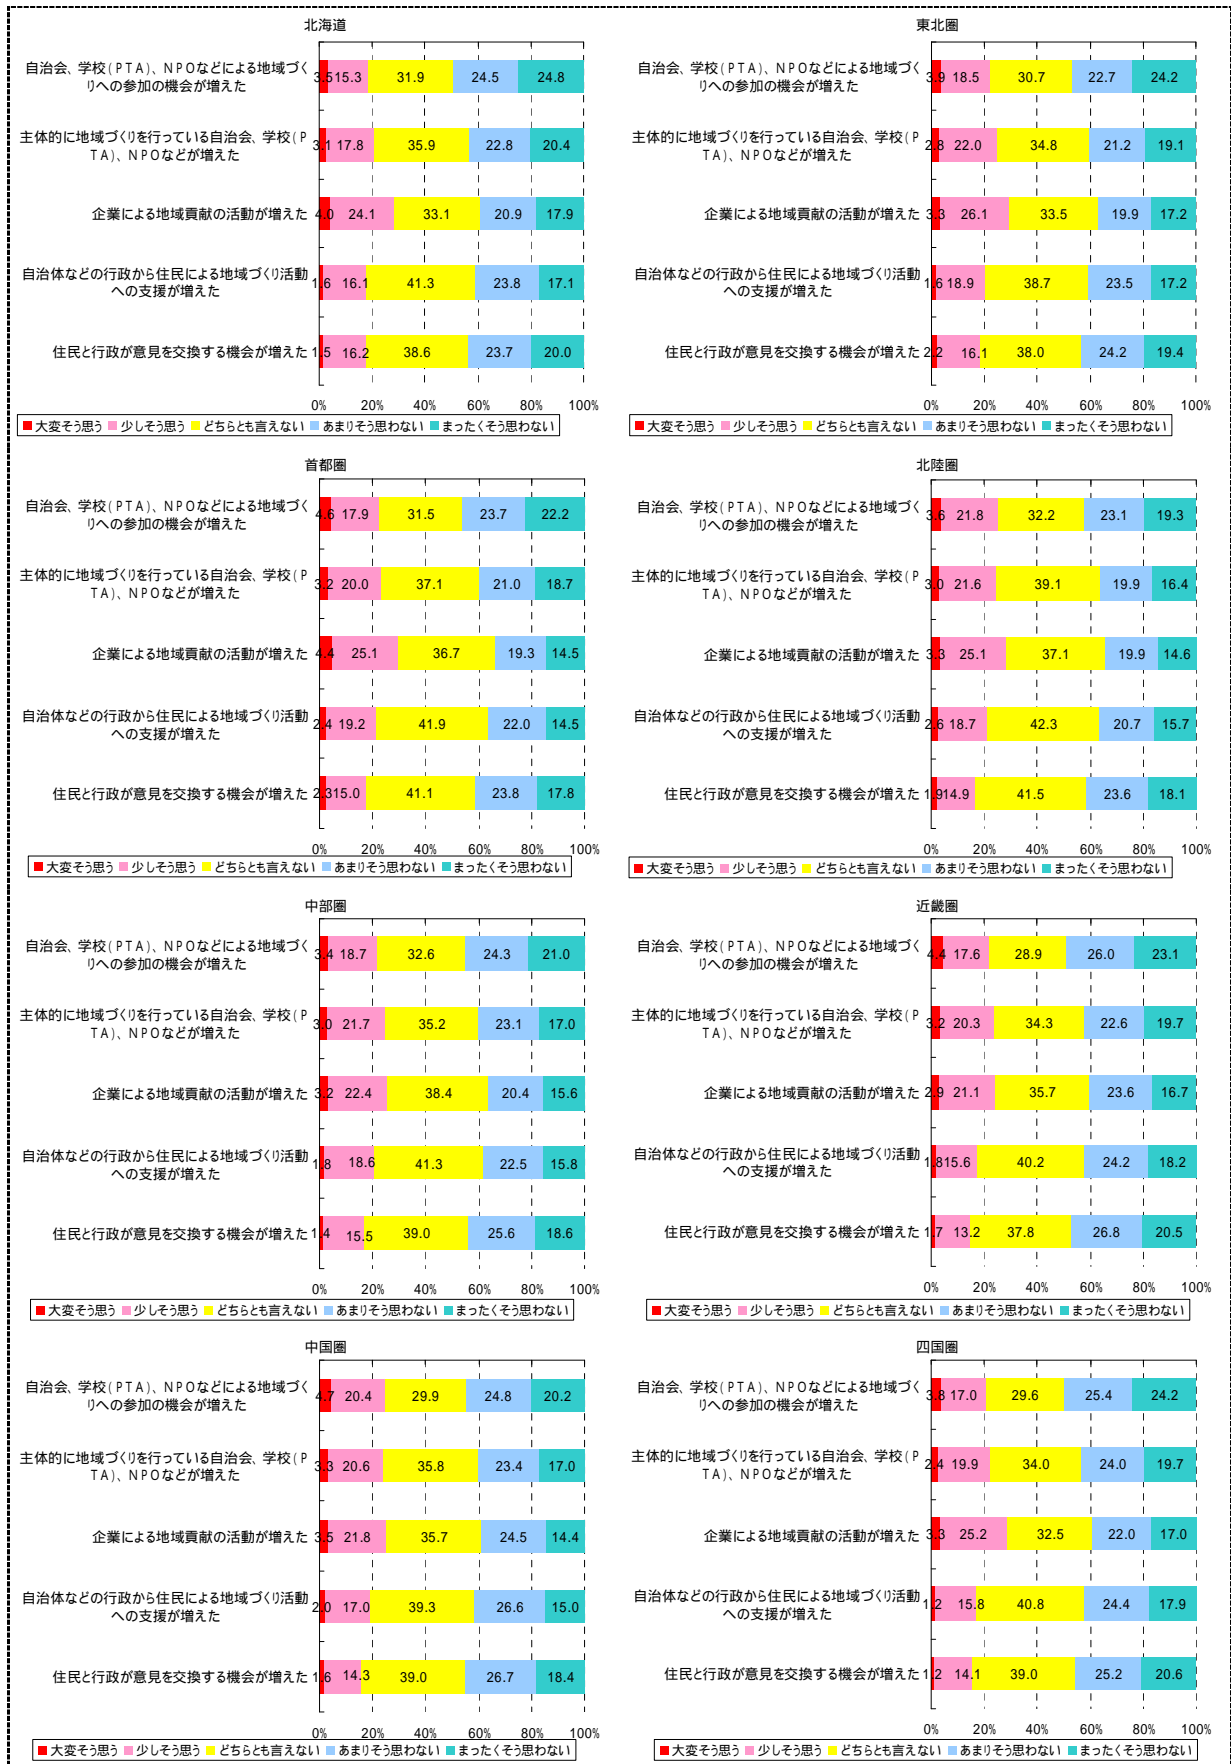 北海道
自治会、学校(PTA)、NPOなどによる地域づく
りへの参加の機会が増えた
3.5 15.3 31.9 24.5 24.8
主体的に地域づくりを行っている自治会、学校(P
TA)、NPOなどが増えた
3.1 17.8 35.9 22.8 20.4
企業による地域貢献の活動が増えた
4.0 24.1 33.1 20.9 17.9
自治体などの行政から住民による地域づくり活動
への支援が増えた
1.6 16.1 41.3 23.8 17.1
住民と行政が意見を交換する機会が増えた
1.5 16.2 38.6 23.7 20.0
0% 20% 40% 60% 80% 100%
大変そう思う 少しそう思う どちらとも言えない あまりそう思わない まったくそう思わない
東北圏
自治会、学校(PTA)、NPOなどによる地域づく
りへの参加の機会が増えた
3.9 18.5 30.7 22.7 24.2
主体的に地域づくりを行っている自治会、学校(P
TA)、NPOなどが増えた
2.8 22.0 34.8 21.2 19.1
企業による地域貢献の活動が増えた
3.3 26.1 33.5 19.9 17.2
自治体などの行政から住民による地域づくり活動
への支援が増えた
1.6 18.9 38.7 23.5 17.2
住民と行政が意見を交換する機会が増えた
2.2 16.1 38.0 24.2 19.4
0% 20% 40% 60% 80% 100%
大変そう思う 少しそう思う どちらとも言えない あまりそう思わない まったくそう思わない
首都圏
自治会、学校(PTA)、NPOなどによる地域づく
りへの参加の機会が増えた
4.6 17.9 31.5 23.7 22.2
主体的に地域づくりを行っている自治会、学校(P
TA)、NPOなどが増えた
3.2 20.0 37.1 21.0 18.7
企業による地域貢献の活動が増えた
4.4 25.1 36.7 19.3 14.5
自治体などの行政から住民による地域づくり活動
への支援が増えた
2.4 19.2 41.9 22.0 14.5
住民と行政が意見を交換する機会が増えた
2.3 15.0 41.1 23.8 17.8
0% 20% 40% 60% 80% 100%
大変そう思う 少しそう思う どちらとも言えない あまりそう思わない まったくそう思わない
北陸圏
自治会、学校(PTA)、NPOなどによる地域づく
りへの参加の機会が増えた
3.6 21.8 32.2 23.1 19.3
主体的に地域づくりを行っている自治会、学校(P
TA)、NPOなどが増えた
3.0 21.6 39.1 19.9 16.4
企業による地域貢献の活動が増えた
3.3 25.1 37.1 19.9 14.6
自治体などの行政から住民による地域づくり活動
への支援が増えた
2.6 18.7 42.3 20.7 15.7
住民と行政が意見を交換する機会が増えた
1.9 14.9 41.5 23.6 18.1
0% 20% 40% 60% 80% 100%
大変そう思う 少しそう思う どちらとも言えない あまりそう思わない まったくそう思わない
中部圏
自治会、学校(PTA)、NPOなどによる地域づく
りへの参加の機会が増えた
3.4 18.7 32.6 24.3 21.0
主体的に地域づくりを行っている自治会、学校(P
TA)、NPOなどが増えた
3.0 21.7 35.2 23.1 17.0
企業による地域貢献の活動が増えた
3.2 22.4 38.4 20.4 15.6
自治体などの行政から住民による地域づくり活動
への支援が増えた
1.8 18.6 41.3 22.5 15.8
住民と行政が意見を交換する機会が増えた
1.4 15.5 39.0 25.6 18.6
0% 20% 40% 60% 80% 100%
大変そう思う 少しそう思う どちらとも言えない あまりそう思わない まったくそう思わない
近畿圏
自治会、学校(PTA)、NPOなどによる地域づく
りへの参加の機会が増えた
4.4 17.6 28.9 26.0 23.1
主体的に地域づくりを行っている自治会、学校(P
TA)、NPOなどが増えた
3.2 20.3 34.3 22.6 19.7
企業による地域貢献の活動が増えた
2.9 21.1 35.7 23.6 16.7
自治体などの行政から住民による地域づくり活動
への支援が増えた
1.8 15.6 40.2 24.2 18.2
住民と行政が意見を交換する機会が増えた
1.7 13.2 37.8 26.8 20.5
0% 20% 40% 60% 80% 100%
大変そう思う 少しそう思う どちらとも言えない あまりそう思わない まったくそう思わない
中国圏
自治会、学校(PTA)、NPOなどによる地域づく
りへの参加の機会が増えた
4.7 20.4 29.9 24.8 20.2
主体的に地域づくりを行っている自治会、学校(P
TA)、NPOなどが増えた
3.3 20.6 35.8 23.4 17.0
企業による地域貢献の活動が増えた
3.5 21.8 35.7 24.5 14.4
自治体などの行政から住民による地域づくり活動
への支援が増えた
2.0 17.0 39.3 26.6 15.0
住民と行政が意見を交換する機会が増えた
1.6 14.3 39.0 26.7 18.4
0% 20% 40% 60% 80% 100%
大変そう思う 少しそう思う どちらとも言えない あまりそう思わない まったくそう思わない
四国圏
自治会、学校(PTA)、NPOなどによる地域づく
りへの参加の機会が増えた
3.8 17.0 29.6 25.4 24.2
主体的に地域づくりを行っている自治会、学校(P
TA)、NPOなどが増えた
2.4 19.9 34.0 24.0 19.7
企業による地域貢献の活動が増えた
3.3 25.2 32.5 22.0 17.0
自治体などの行政から住民による地域づくり活動
への支援が増えた
1.2 15.8 40.8 24.4 17.9
住民と行政が意見を交換する機会が増えた
1.2 14.1 39.0 25.2 20.6
0% 20% 40% 60% 80% 100%
大変そう思う 少しそう思う どちらとも言えない あまりそう思わない まったくそう思わない